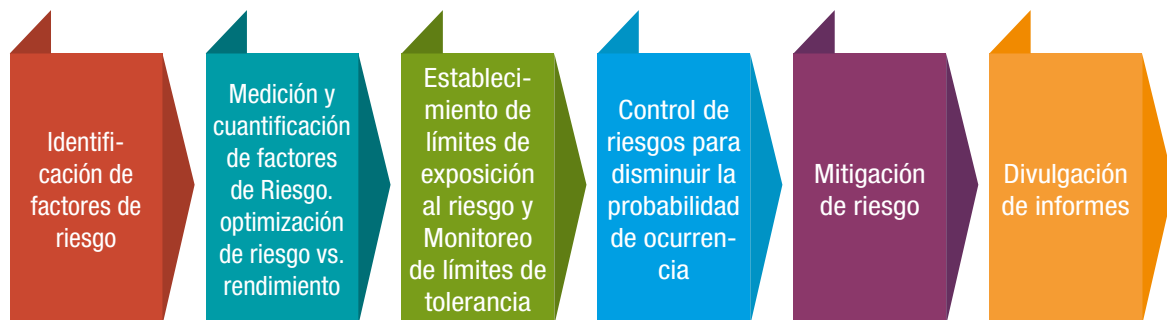 Identifi-
cación de
factores de
riesgo
Medición y
cuantificación
de factores
de Riesgo.
optimización
de riesgo vs.
rendimiento
Estableci-
miento de
límites de
exposición
al riesgo y
Monitoreo
de límites de
tolerancia
Control de
riesgos para
disminuir la
probabilidad
de ocurren-
cia
Mitigación
de riesgo
Divulgación
de informes